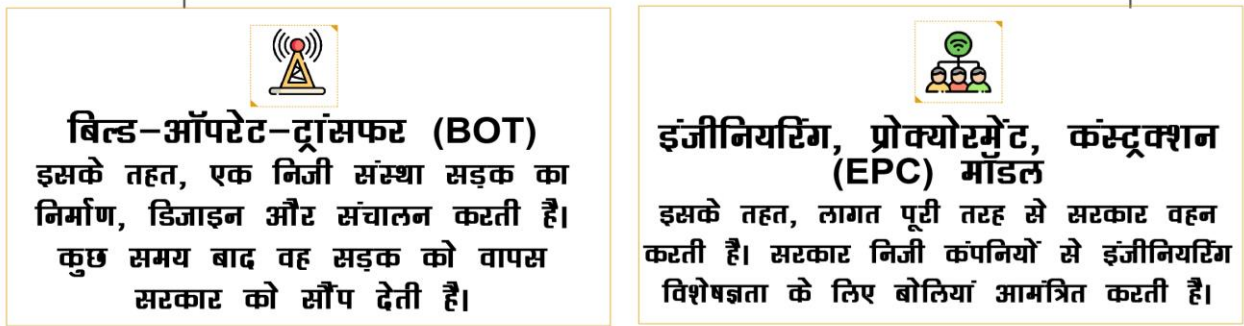 बिल्ड-ऑपरेट-ट्रांसफर (BOT)
इसके तहत, एक निजी संस्था सड़क का
निर्माण, डिजाइन और संचालन करती है।
कुछ समय बाद वह सड़क को वापस
सरकार को सौंप देती है।
इंजीनियरिंग, प्रोक्योरमेंट, कंस्ट्रक्शन
(EPC) मॉडल
इसके तहत, लागत पूरी तरह से सरकार वहन
करती है। सरकार निजी कंपनियों से इंजीनियरिंग
विशेषज्ञता के लिए बोलियां आमंत्रित करती है।